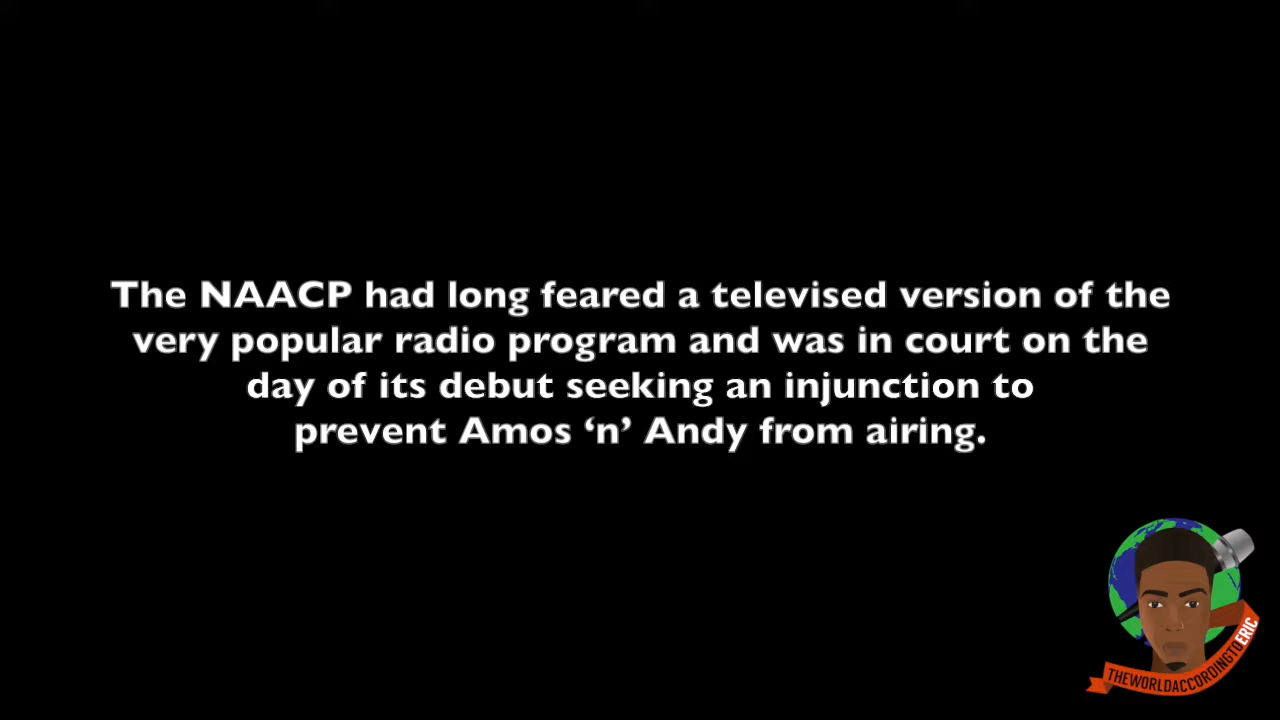 The NAACP had long feared a televised version of the
very popular radio program and was in court on the
day of its debut seeking an injunction to
prevent Amos ‘n’ Andy from airing.
THEWORLDACCORDINGTOERIC